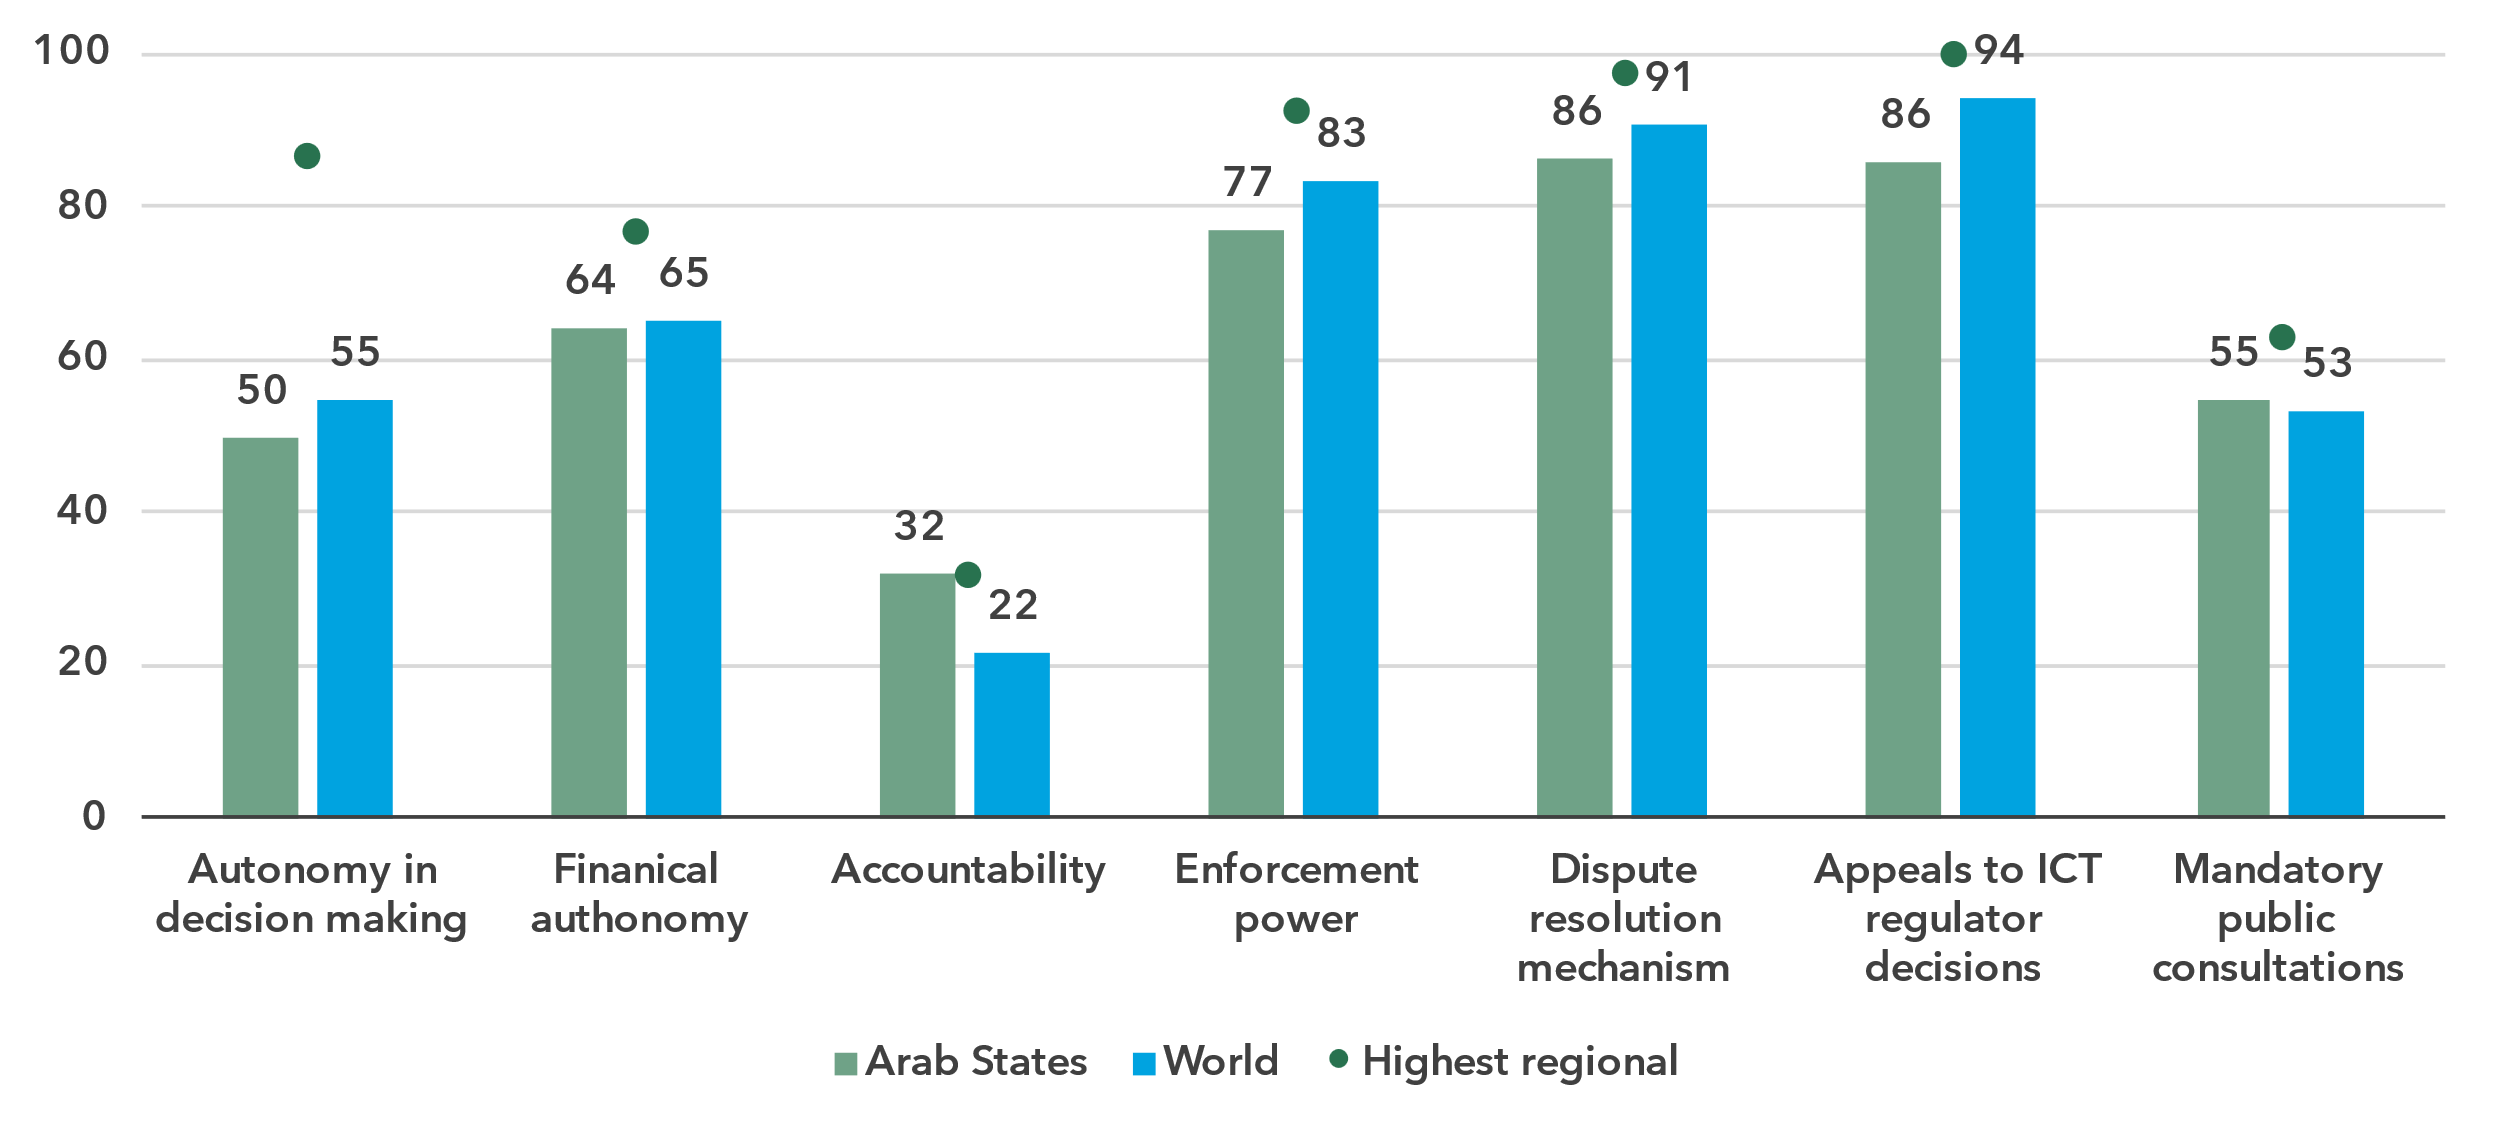 100
80
60
40
20
0
50
55
64
65
32
22
77
83
86
91
86
94
55
53
Autonomy in
decision making
Finanical
authonomy
Accountability
Enforcement
power
Dispute
resolution
mechanism
Appeals to ICT
regulator
decisions
Mandatory
public
consultations
Arab States
World
Highest regional